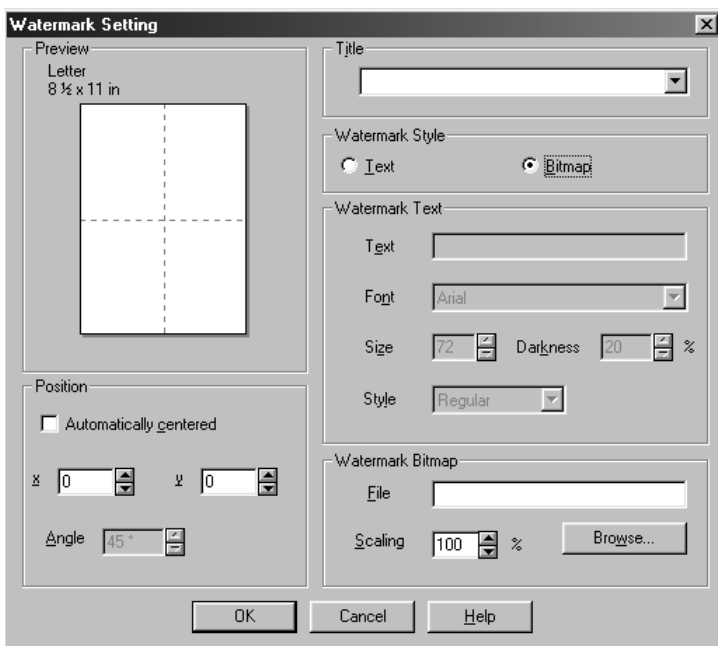 Watermark Setting
Preview
Letter
8 ½ x 11 in
Position
Automatically centered
x 0 y 0
Angle 45 °
Title
Watermark Style
Text Bitmap
Watermark Text
Text
Font Arial
Size 72 Darkness 20 %
Style Regular
Watermark Bitmap
File
Scaling 100 % Browse...
OK Cancel Help